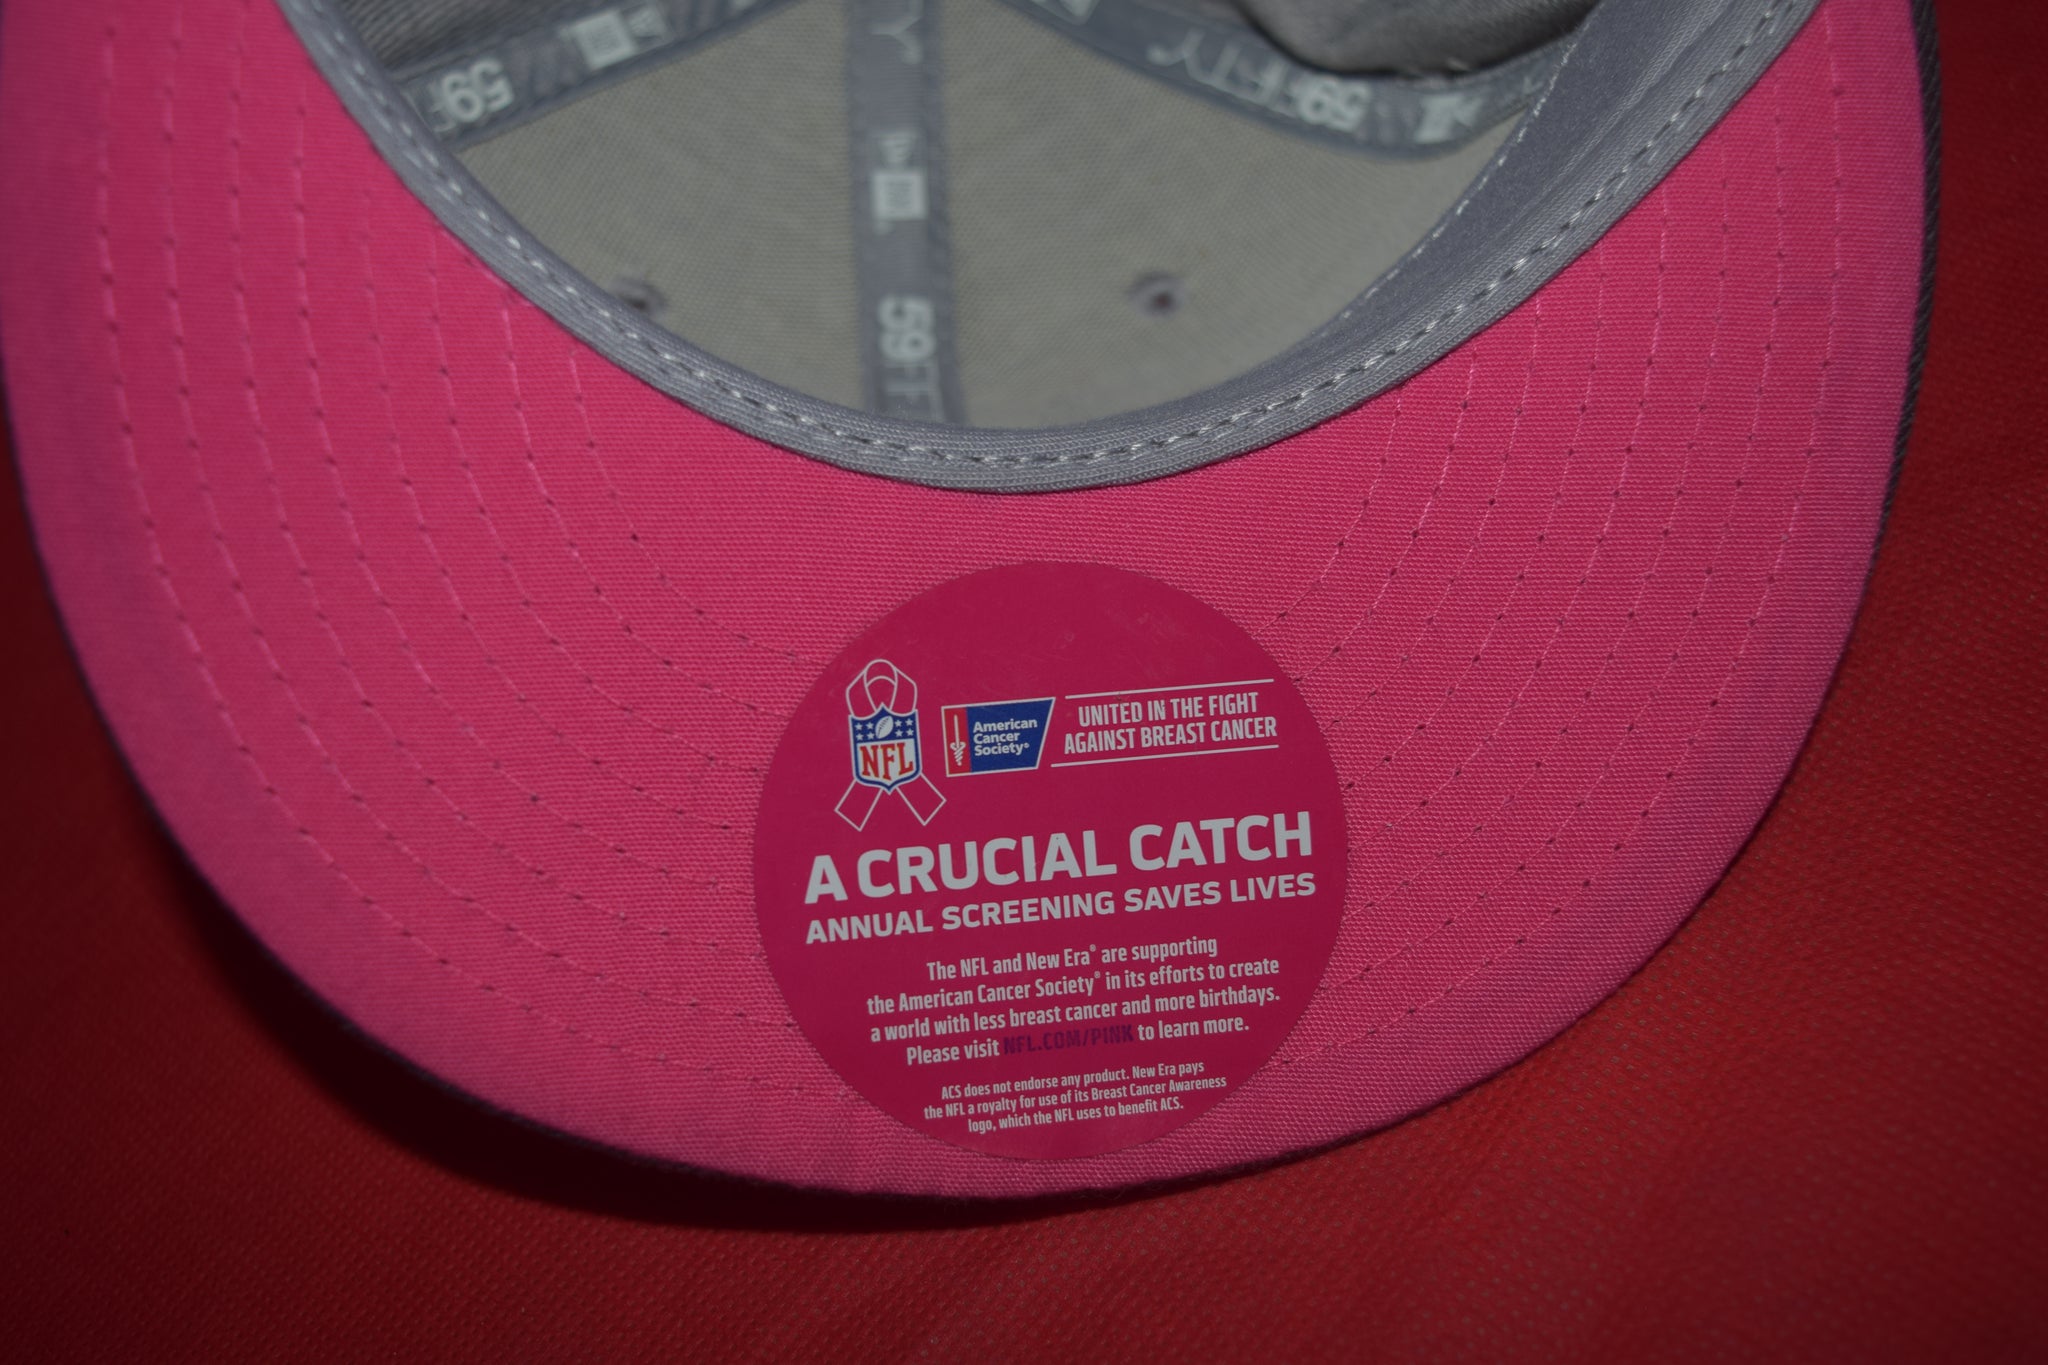 59F
59FIFTY
59FIF
NFL
American
Cancer
Society®
UNITED IN THE FIGHT
AGAINST BREAST CANCER
A CRUCIAL CATCH
ANNUAL SCREENING SAVES LIVES
The NFL and New Era® are supporting
the American Cancer Society® in its efforts to create
a world with less breast cancer and more birthdays.
Please visit NFL.COM/PINK to learn more.
ACS does not endorse any product. New Era pays
the NFL a royalty for use of its Breast Cancer Awareness
logo, which the NFL uses to benefit ACS.